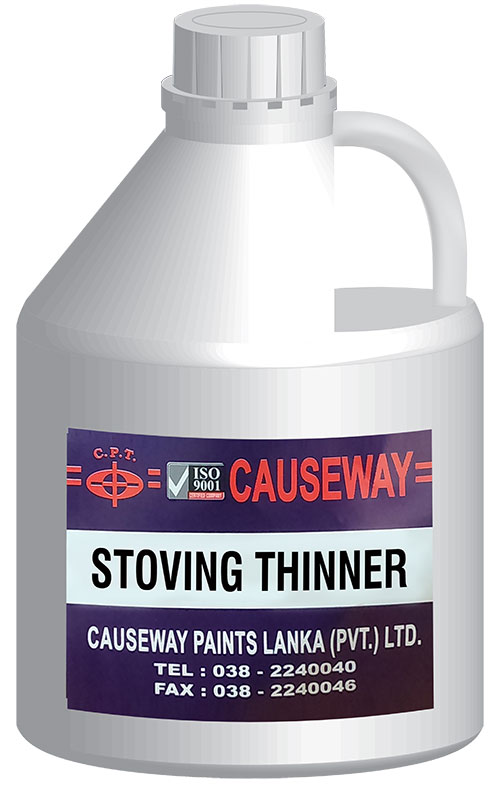 C.P.T.
ISO 9001 CERTIFIED COMPANY
CAUSEWAY
STOVING THINNER
CAUSEWAY PAINTS LANKA (PVT.) LTD.
TEL : 038 - 2240040
FAX : 038 - 2240046